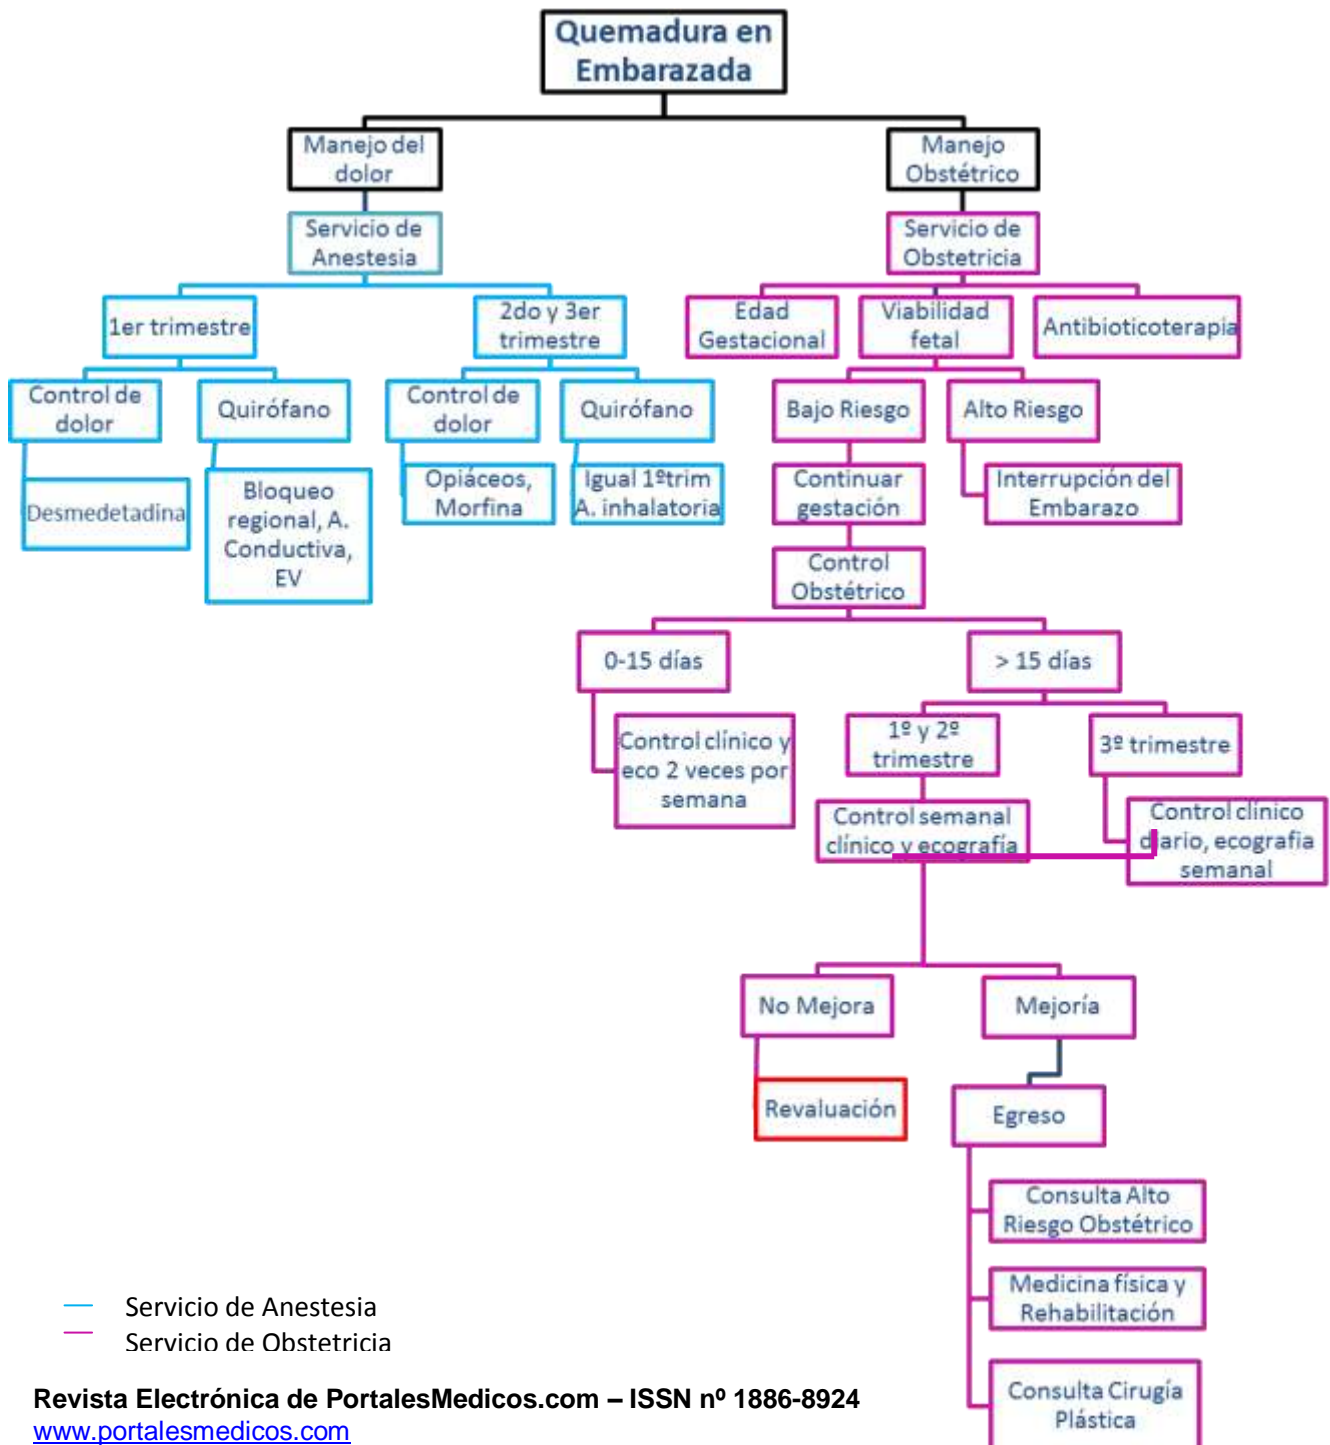 Quemadura en
Embarazada
Manejo del
dolor
Manejo
Obstétrico
Servicio de
Anestesia
Servicio de
Obstetricia
1er trimestre
2do y 3er
trimestre
Edad
Gestacional
Viabilidad
fetal
Antibioticoterapia
Control de
dolor
Quirófano
Control de
dolor
Quirófano
Bajo Riesgo
Alto Riesgo
Desmedetadina
Bloqueo
regional, A.
Conductiva,
EV
Opiáceos,
Morfina
Igual 1ºtrim
A. inhalatoria
Continuar
gestación
Interrupción del
Embarazo
Control
Obstétrico
0-15 días
> 15 días
Control clínico y
eco 2 veces por
semana
1º y 2º
trimestre
3º trimestre
Control semanal
clínico y ecografía
Control clínico
diario, ecografia
semanal
No Mejora
Mejoría
Revaluación
Egreso
Consulta Alto
Riesgo Obstétrico
Medicina física y
Rehabilitación
Consulta Cirugía
Plástica
Servicio de Anestesia
Servicio de Obstetricia
Revista Electrónica de PortalesMedicos.com – ISSN nº 1886-8924
www.portalesmedicos.com